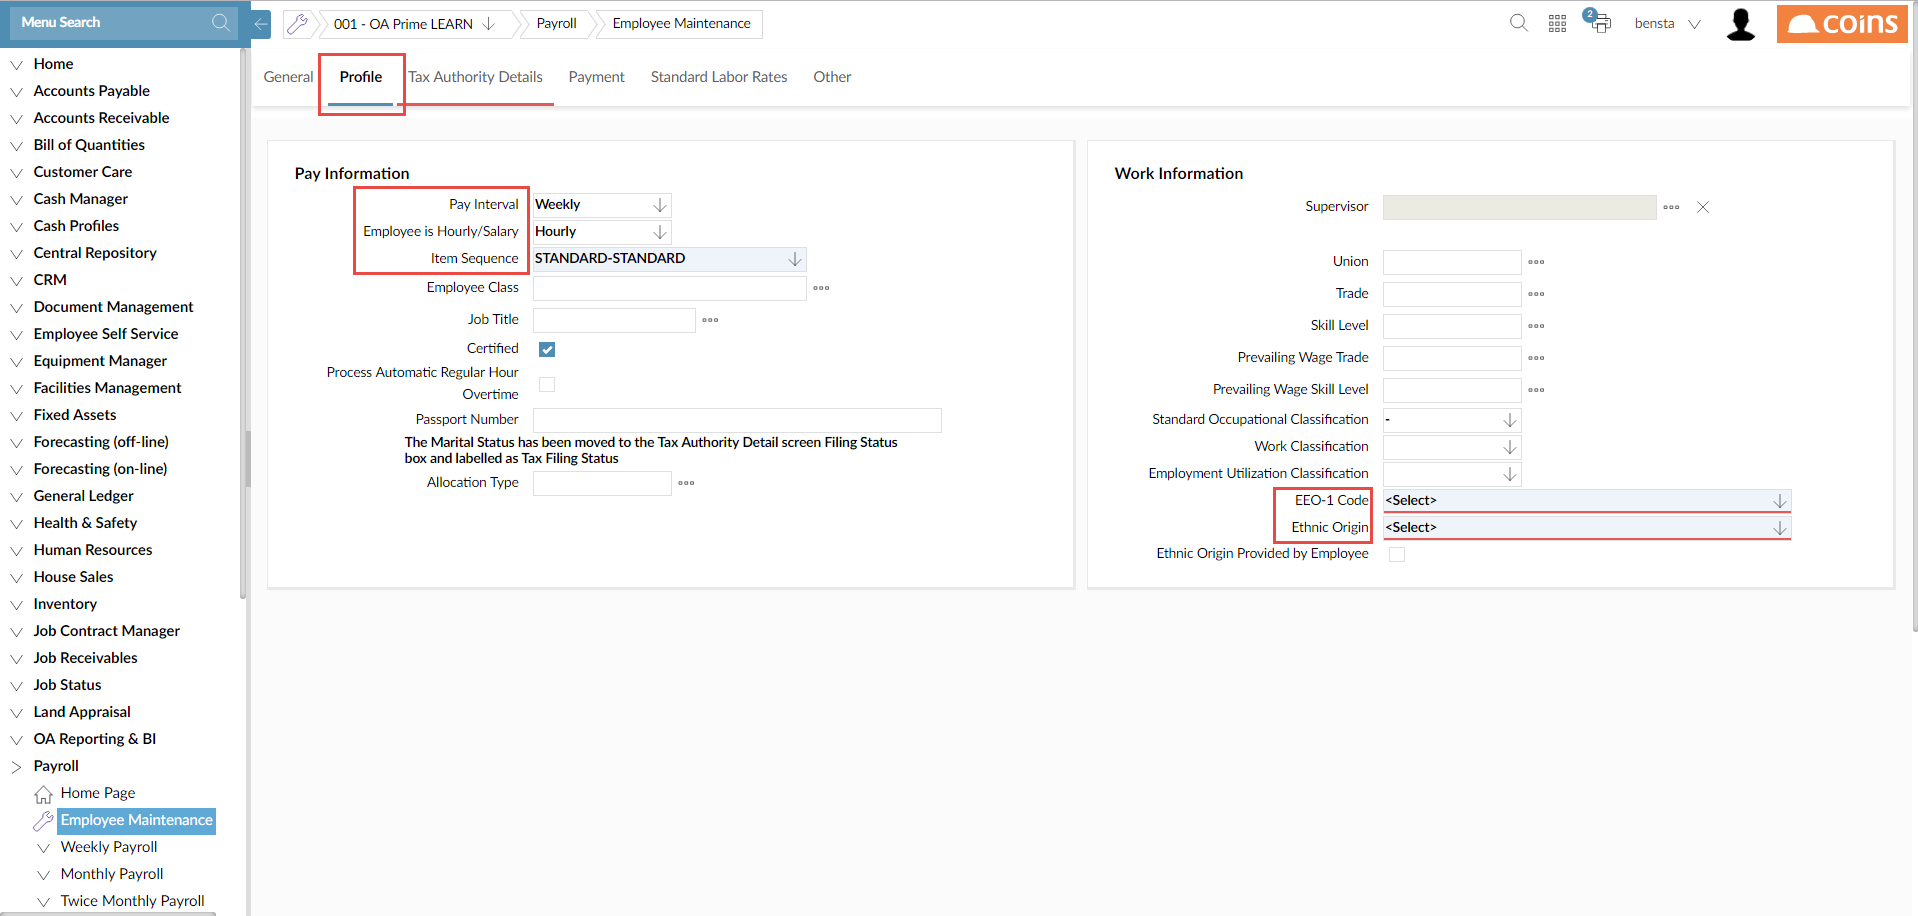 Menu Search
001 - OA Prime LEARN
Payroll
Employee Maintenance
2
bensta
coins
Home
Accounts Payable
Accounts Receivable
Bill of Quantities
Customer Care
Cash Manager
Cash Profiles
Central Repository
CRM
Document Management
Employee Self Service
Equipment Manager
Facilities Management
Fixed Assets
Forecasting (off-line)
Forecasting (on-line)
General Ledger
Health & Safety
Human Resources
House Sales
Inventory
Job Contract Manager
Job Receivables
Job Status
Land Appraisal
OA Reporting & BI
Payroll
Home Page
Employee Maintenance
Weekly Payroll
Monthly Payroll
Twice Monthly Payroll
General
Profile
Tax Authority Details
Payment
Standard Labor Rates
Other
Pay Information
Pay Interval Weekly
Employee is Hourly/Salary Hourly
Item Sequence STANDARD-STANDARD
Employee Class
Job Title
Certified
Process Automatic Regular Hour
Overtime
Passport Number
The Marital Status has been moved to the Tax Authority Detail screen Filing Status
box and labelled as Tax Filing Status
Allocation Type
Work Information
Supervisor
Union
Trade
Skill Level
Prevailing Wage Trade
Prevailing Wage Skill Level
Standard Occupational Classification -
Work Classification
Employment Utilization Classification
EEO-1 Code <Select>
Ethnic Origin <Select>
Ethnic Origin Provided by Employee